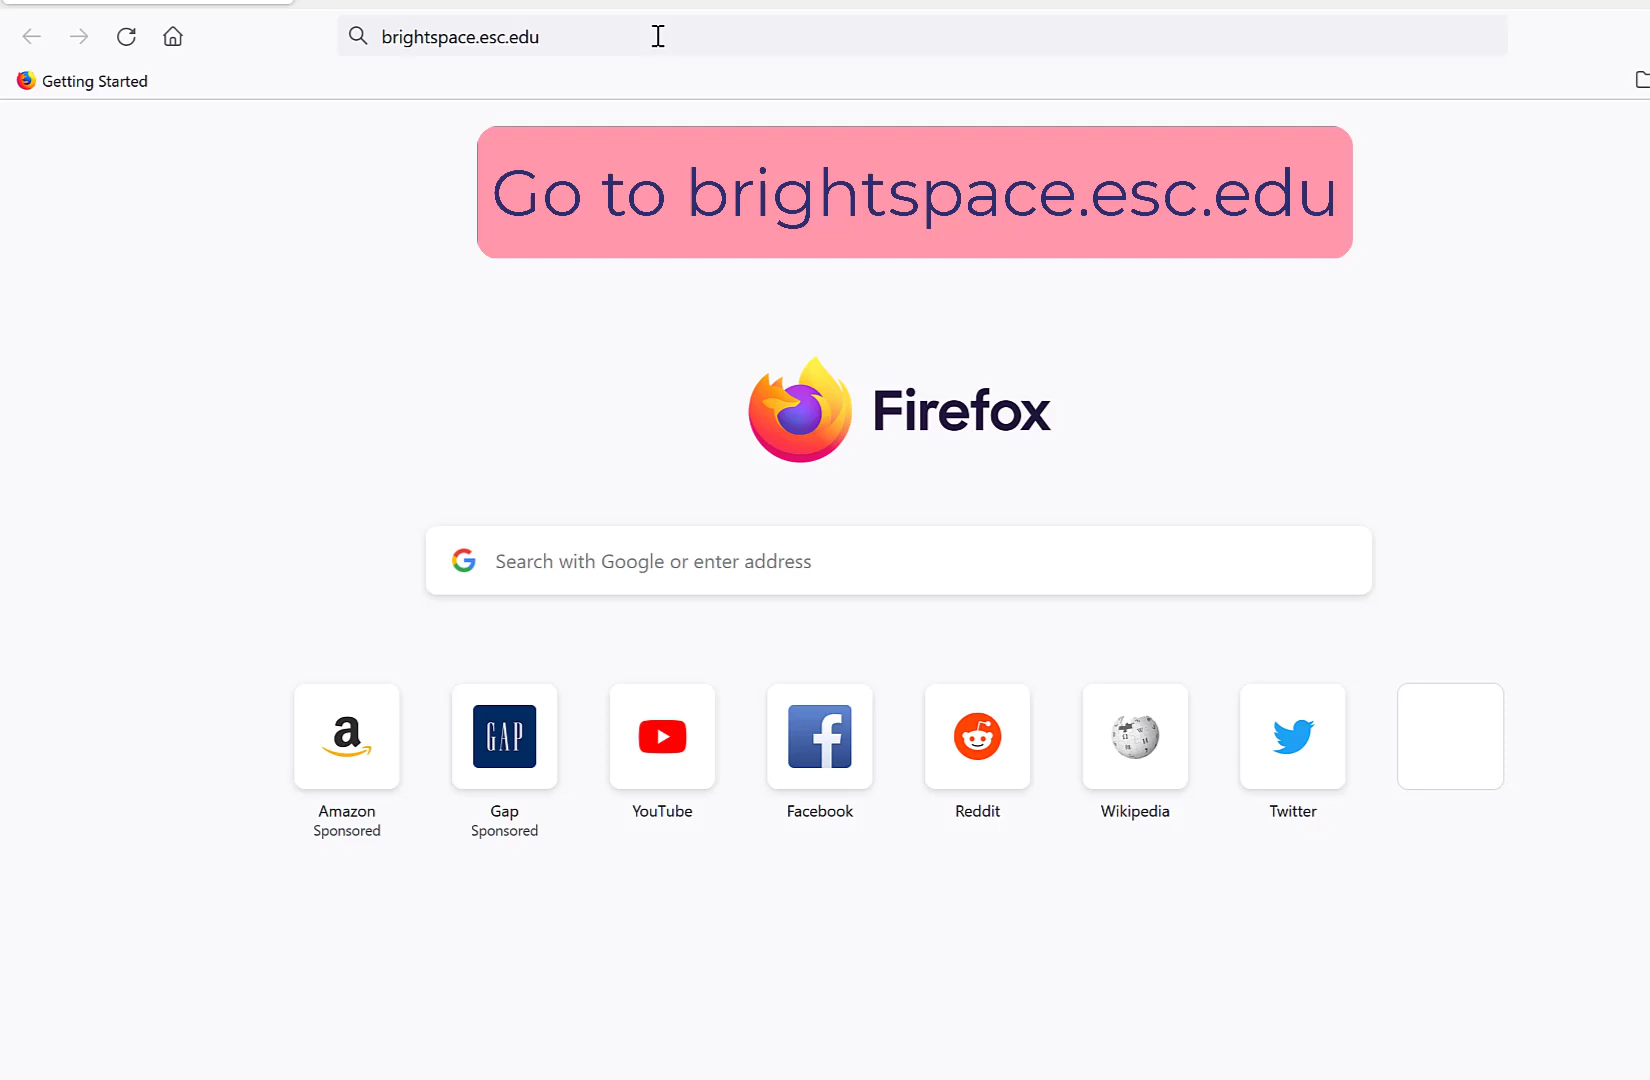 brightspace.esc.edu
Getting Started
Go to brightspace.esc.edu
Firefox
Search with Google or enter address
a
GAP
Amazon
Sponsored
Gap
Sponsored
YouTube
Facebook
Reddit
Wikipedia
Twitter